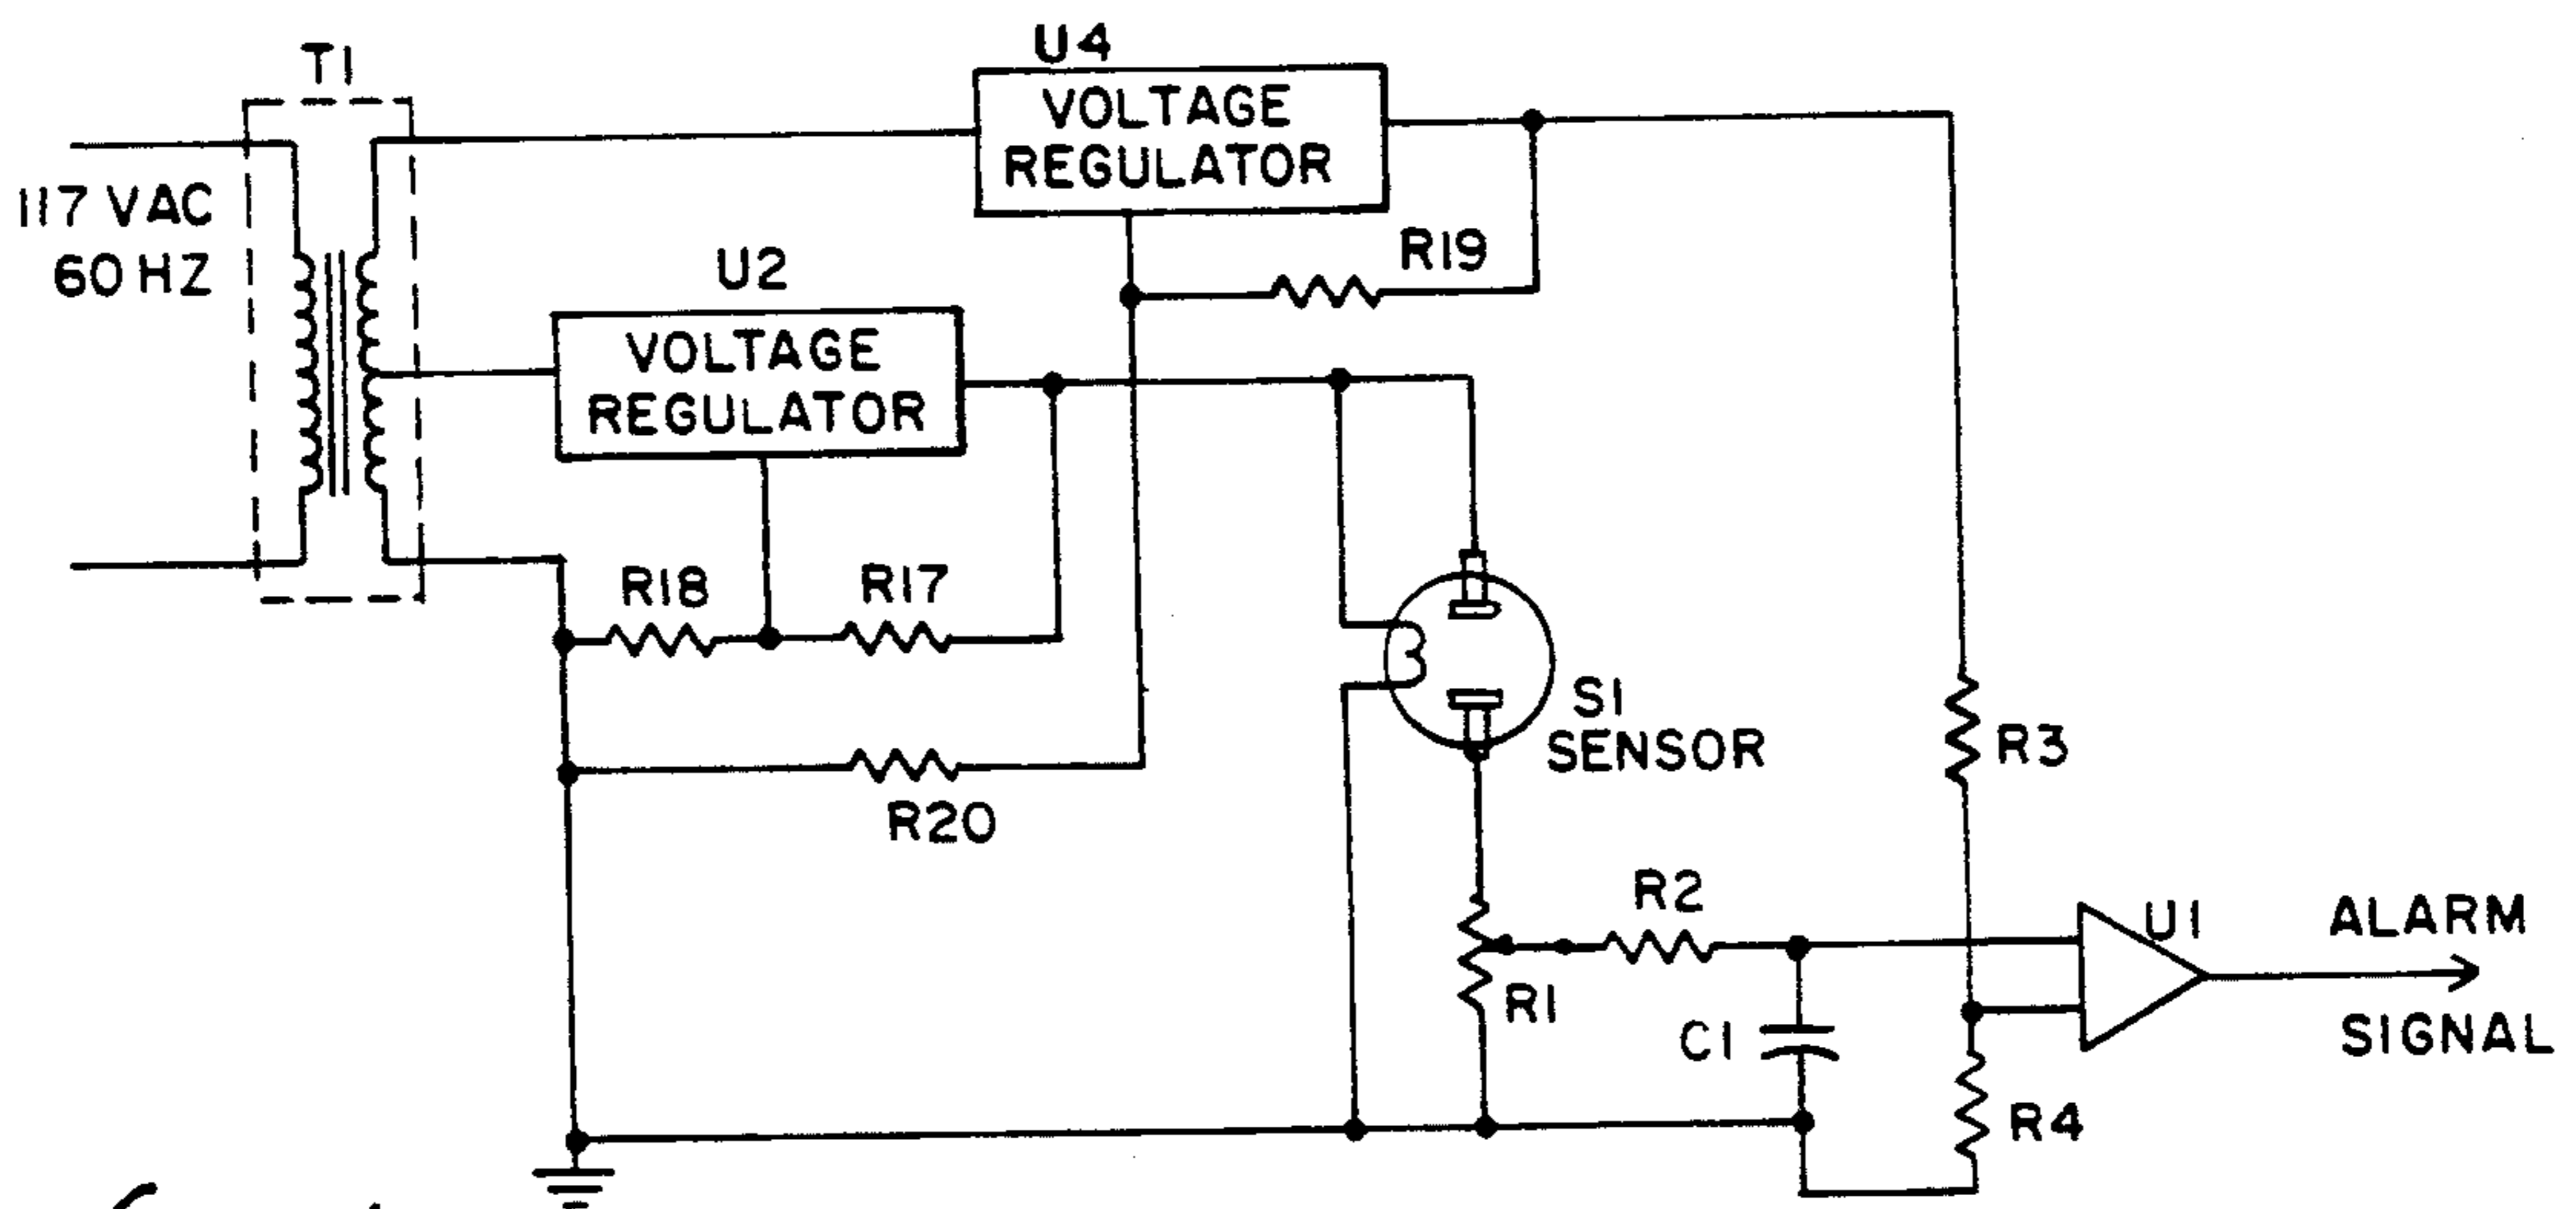 T1
U4
VOLTAGE
REGULATOR
117 VAC
60 HZ
R19
U2
VOLTAGE
REGULATOR
R18
R17
S1
SENSOR
R3
R20
R2
U1
ALARM
R1
C1
SIGNAL
R4